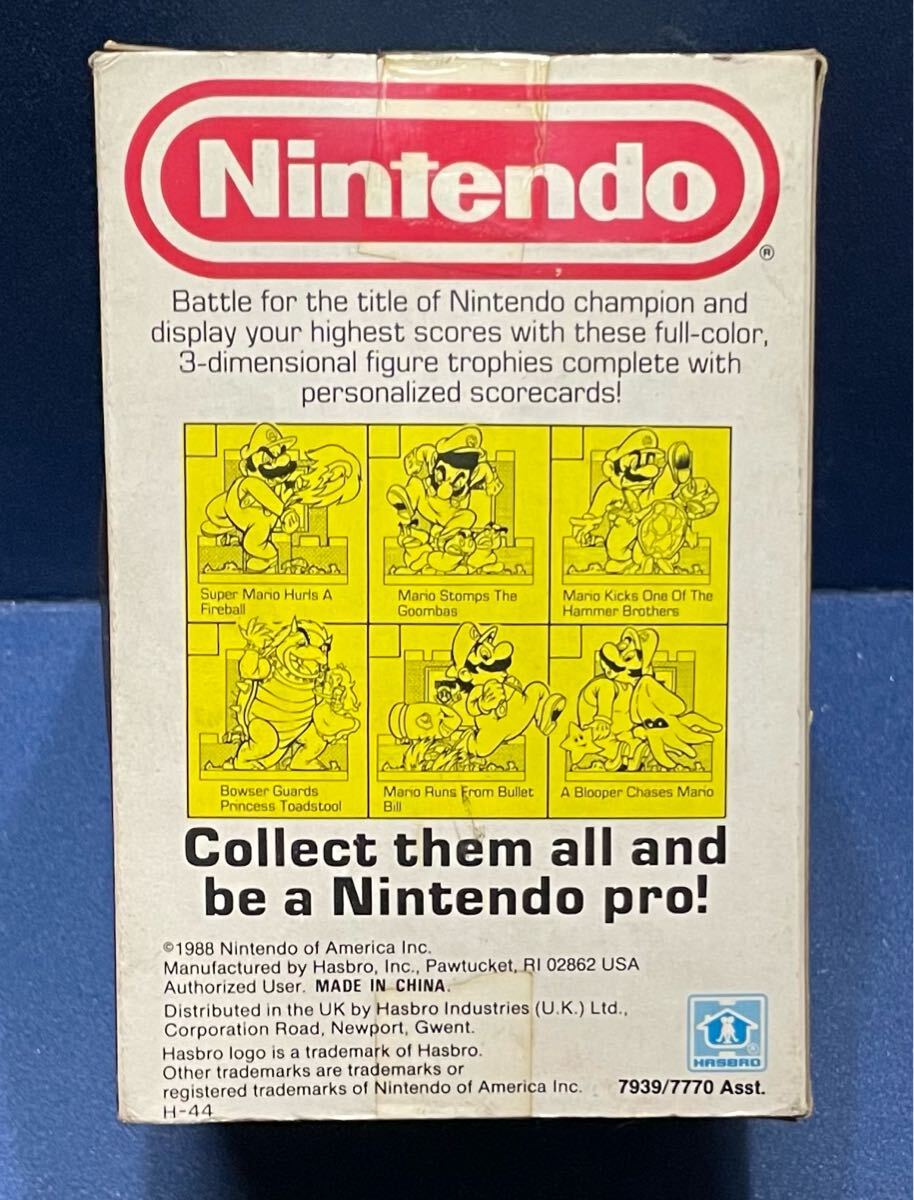 Nintendo
®
Battle for the title of Nintendo champion and
display your highest scores with these full-color,
3-dimensional figure trophies complete with
personalized scorecards!
Super Mario Hurls A
Fireball
Mario Stomps The
Goombas
Mario Kicks One Of The
Hammer Brothers
Bowser Guards
Princess Toadstool
Mario Runs From Bullet
Bill
A Blooper Chases Mario
Collect them all and
be a Nintendo pro!
©1988 Nintendo of America Inc.
Manufactured by Hasbro, Inc., Pawtucket, RI 02862 USA
Authorized User. MADE IN CHINA.
Distributed in the UK by Hasbro Industries (U.K.) Ltd.,
Corporation Road, Newport, Gwent.
Hasbro logo is a trademark of Hasbro.
Other trademarks are trademarks or
registered trademarks of Nintendo of America Inc.
H-44
®
HASBRO
7939/7770 Asst.